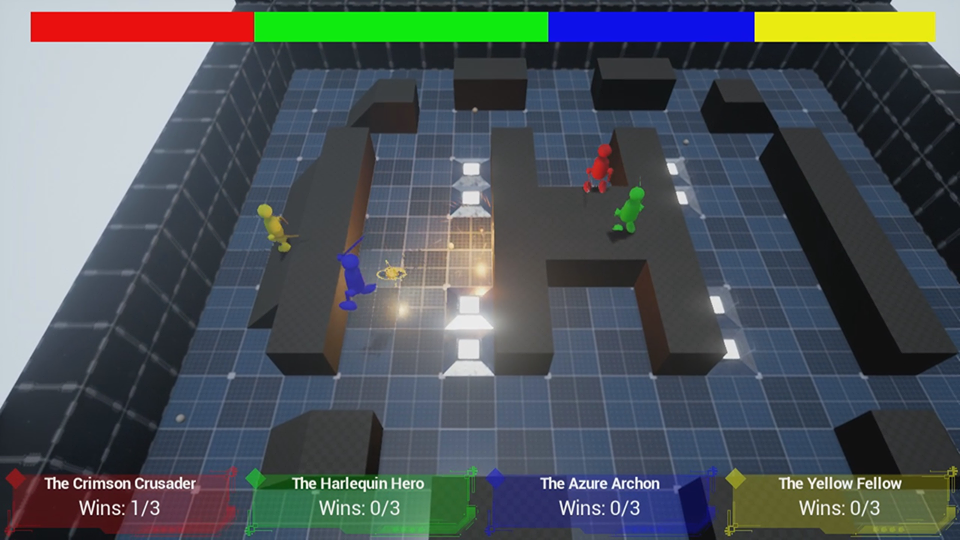 The Crimson Crusader
Wins: 1/3
The Harlequin Hero
Wins: 0/3
The Azure Archon
Wins: 0/3
The Yellow Fellow
Wins: 0/3